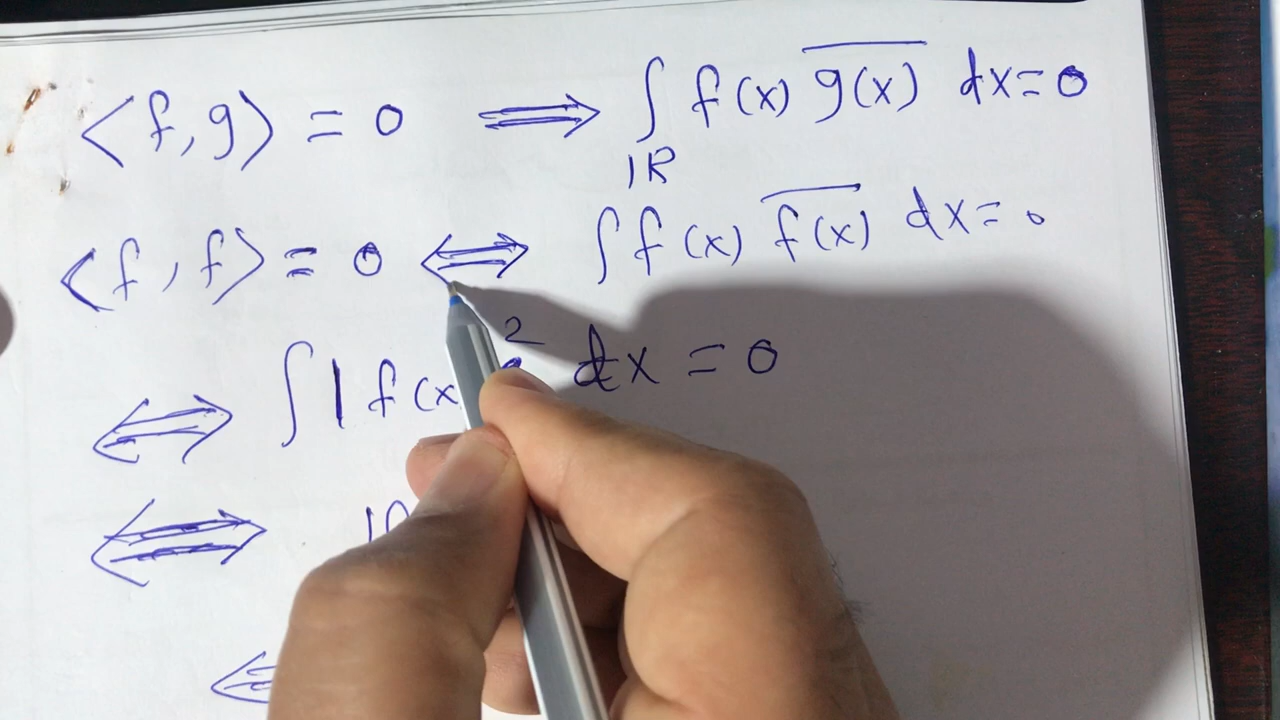 ⟨f,g⟩ = 0 ⟹ ∫_ℝ f(x) \overline{g(x)} dx = 0
⟨f,f⟩ = 0 ⟺ ∫ f(x) \overline{f(x)} dx = 0
⟺ ∫ |f(x 2 dx = 0
⟺